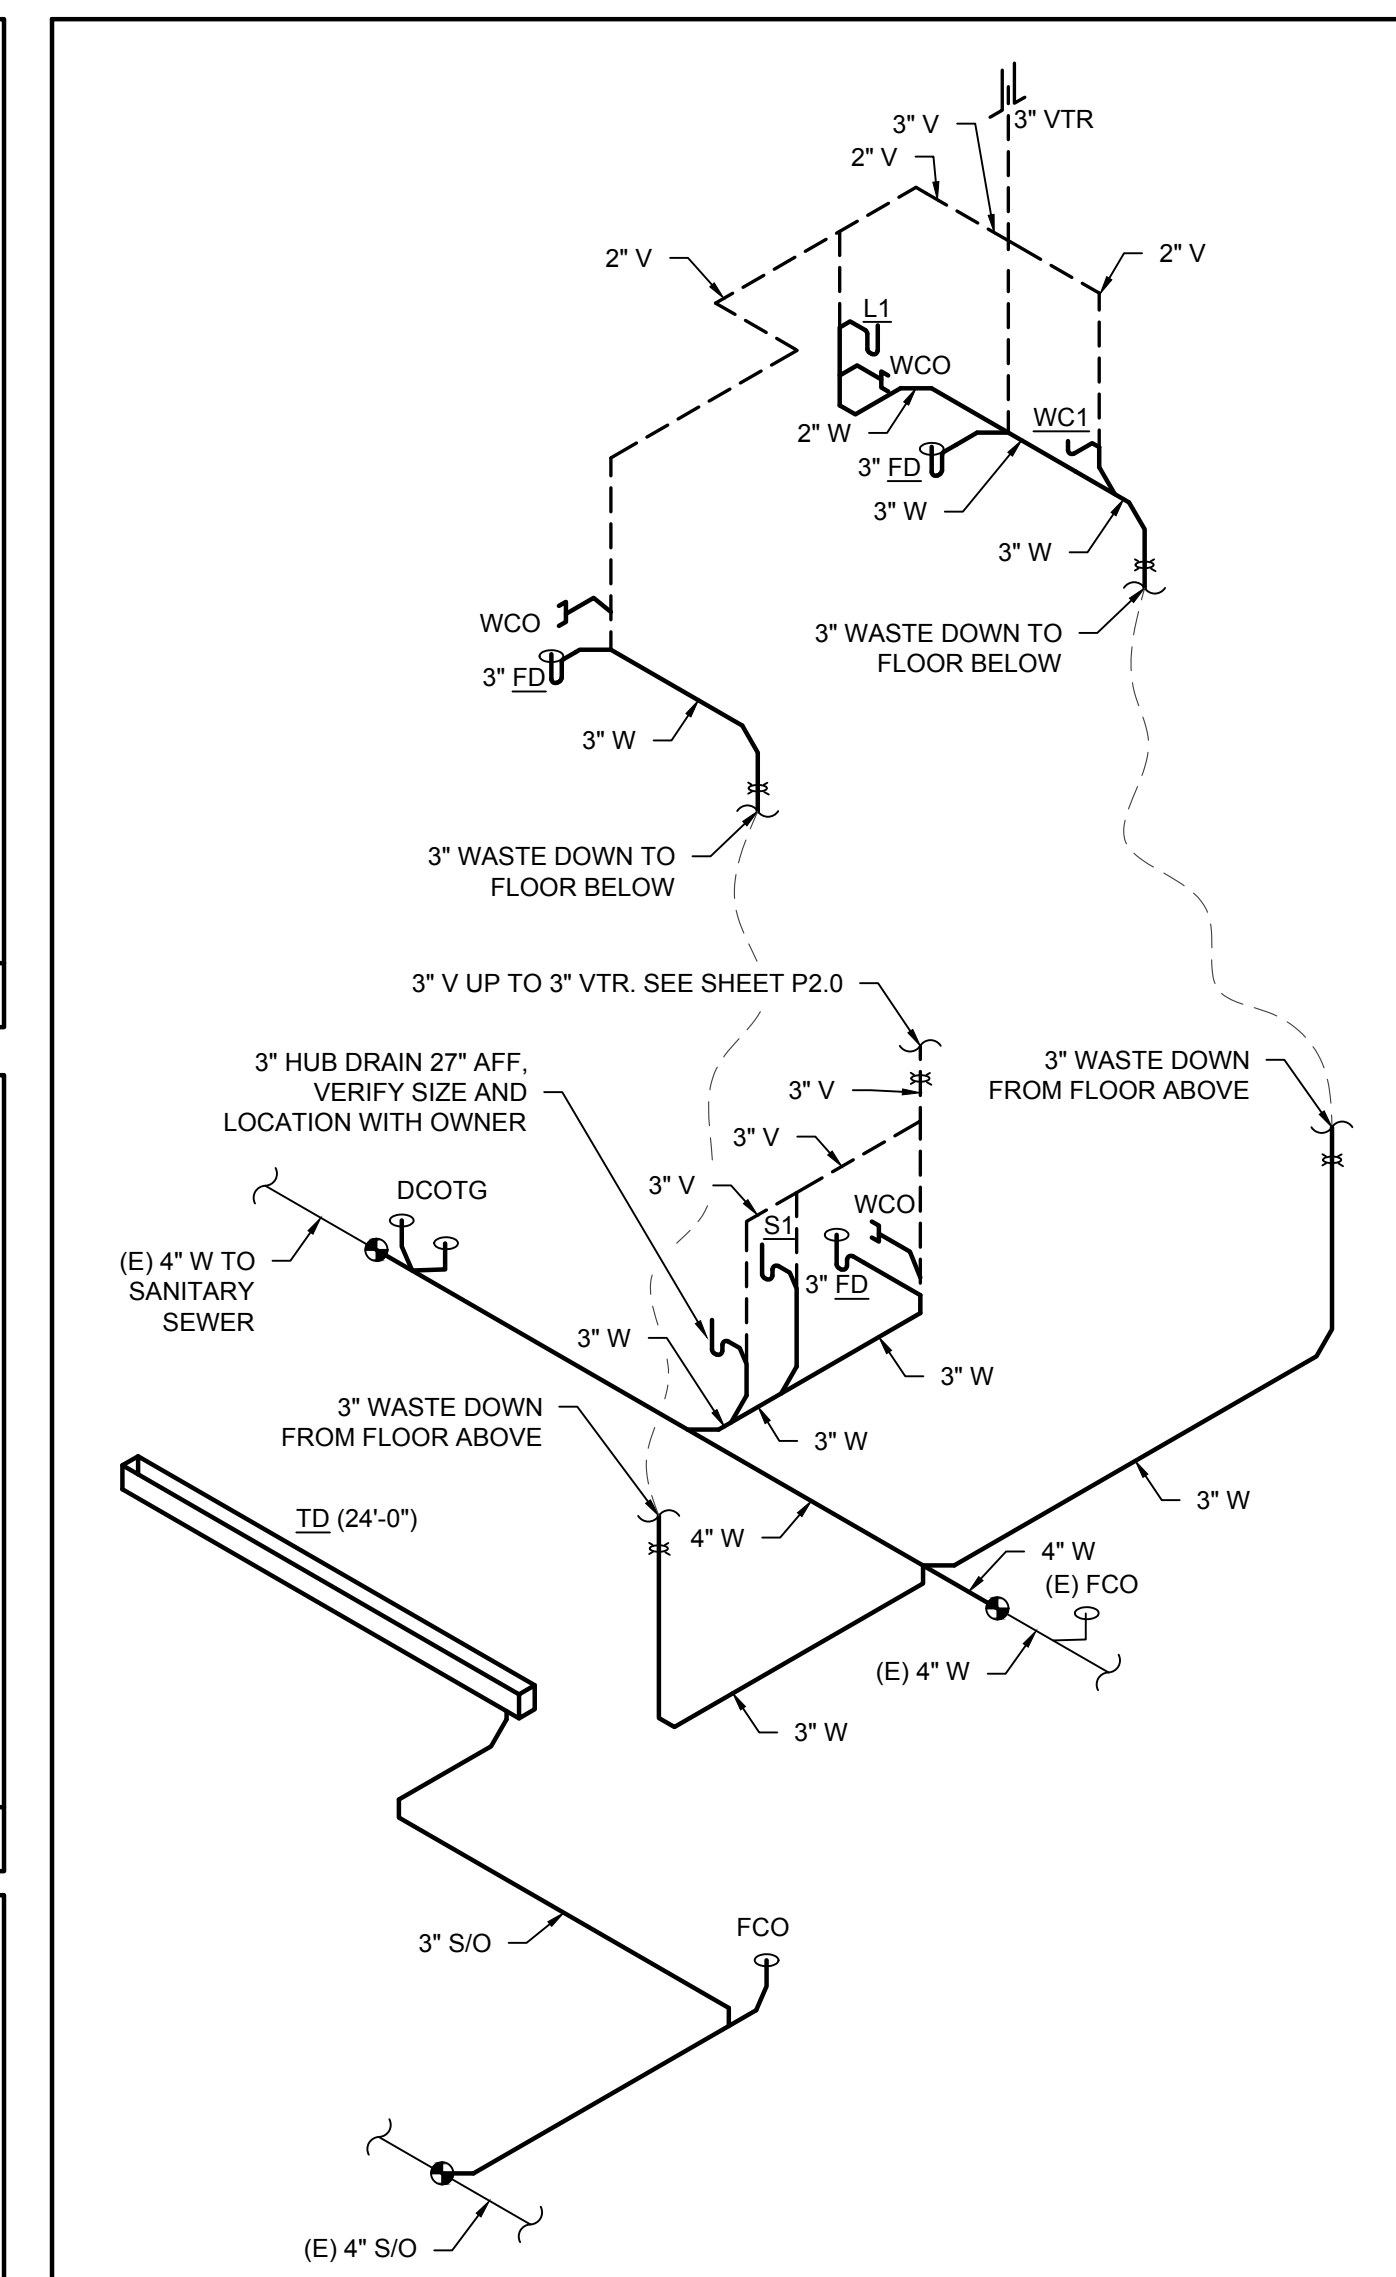 3" VTR
3" V
2" V
2" V
2" V
L1
WCO
2" W
WC1
3" FD
3" W
3" W
WCO
3" WASTE DOWN TO
FLOOR BELOW
3" FD
3" W
3" WASTE DOWN TO
FLOOR BELOW
3" V UP TO 3" VTR. SEE SHEET P2.0
3" HUB DRAIN 27" AFF,
VERIFY SIZE AND
LOCATION WITH OWNER
3" WASTE DOWN
FROM FLOOR ABOVE
3" V
3" V
3" V
DCOTG
WCO
S1
(E) 4" W TO
SANITARY
SEWER
3" FD
3" W
3" W
3" WASTE DOWN
FROM FLOOR ABOVE
3" W
3" W
TD (24'-0")
4" W
4" W
(E) FCO
(E) 4" W
3" W
FCO
3" S/O
(E) 4" S/O